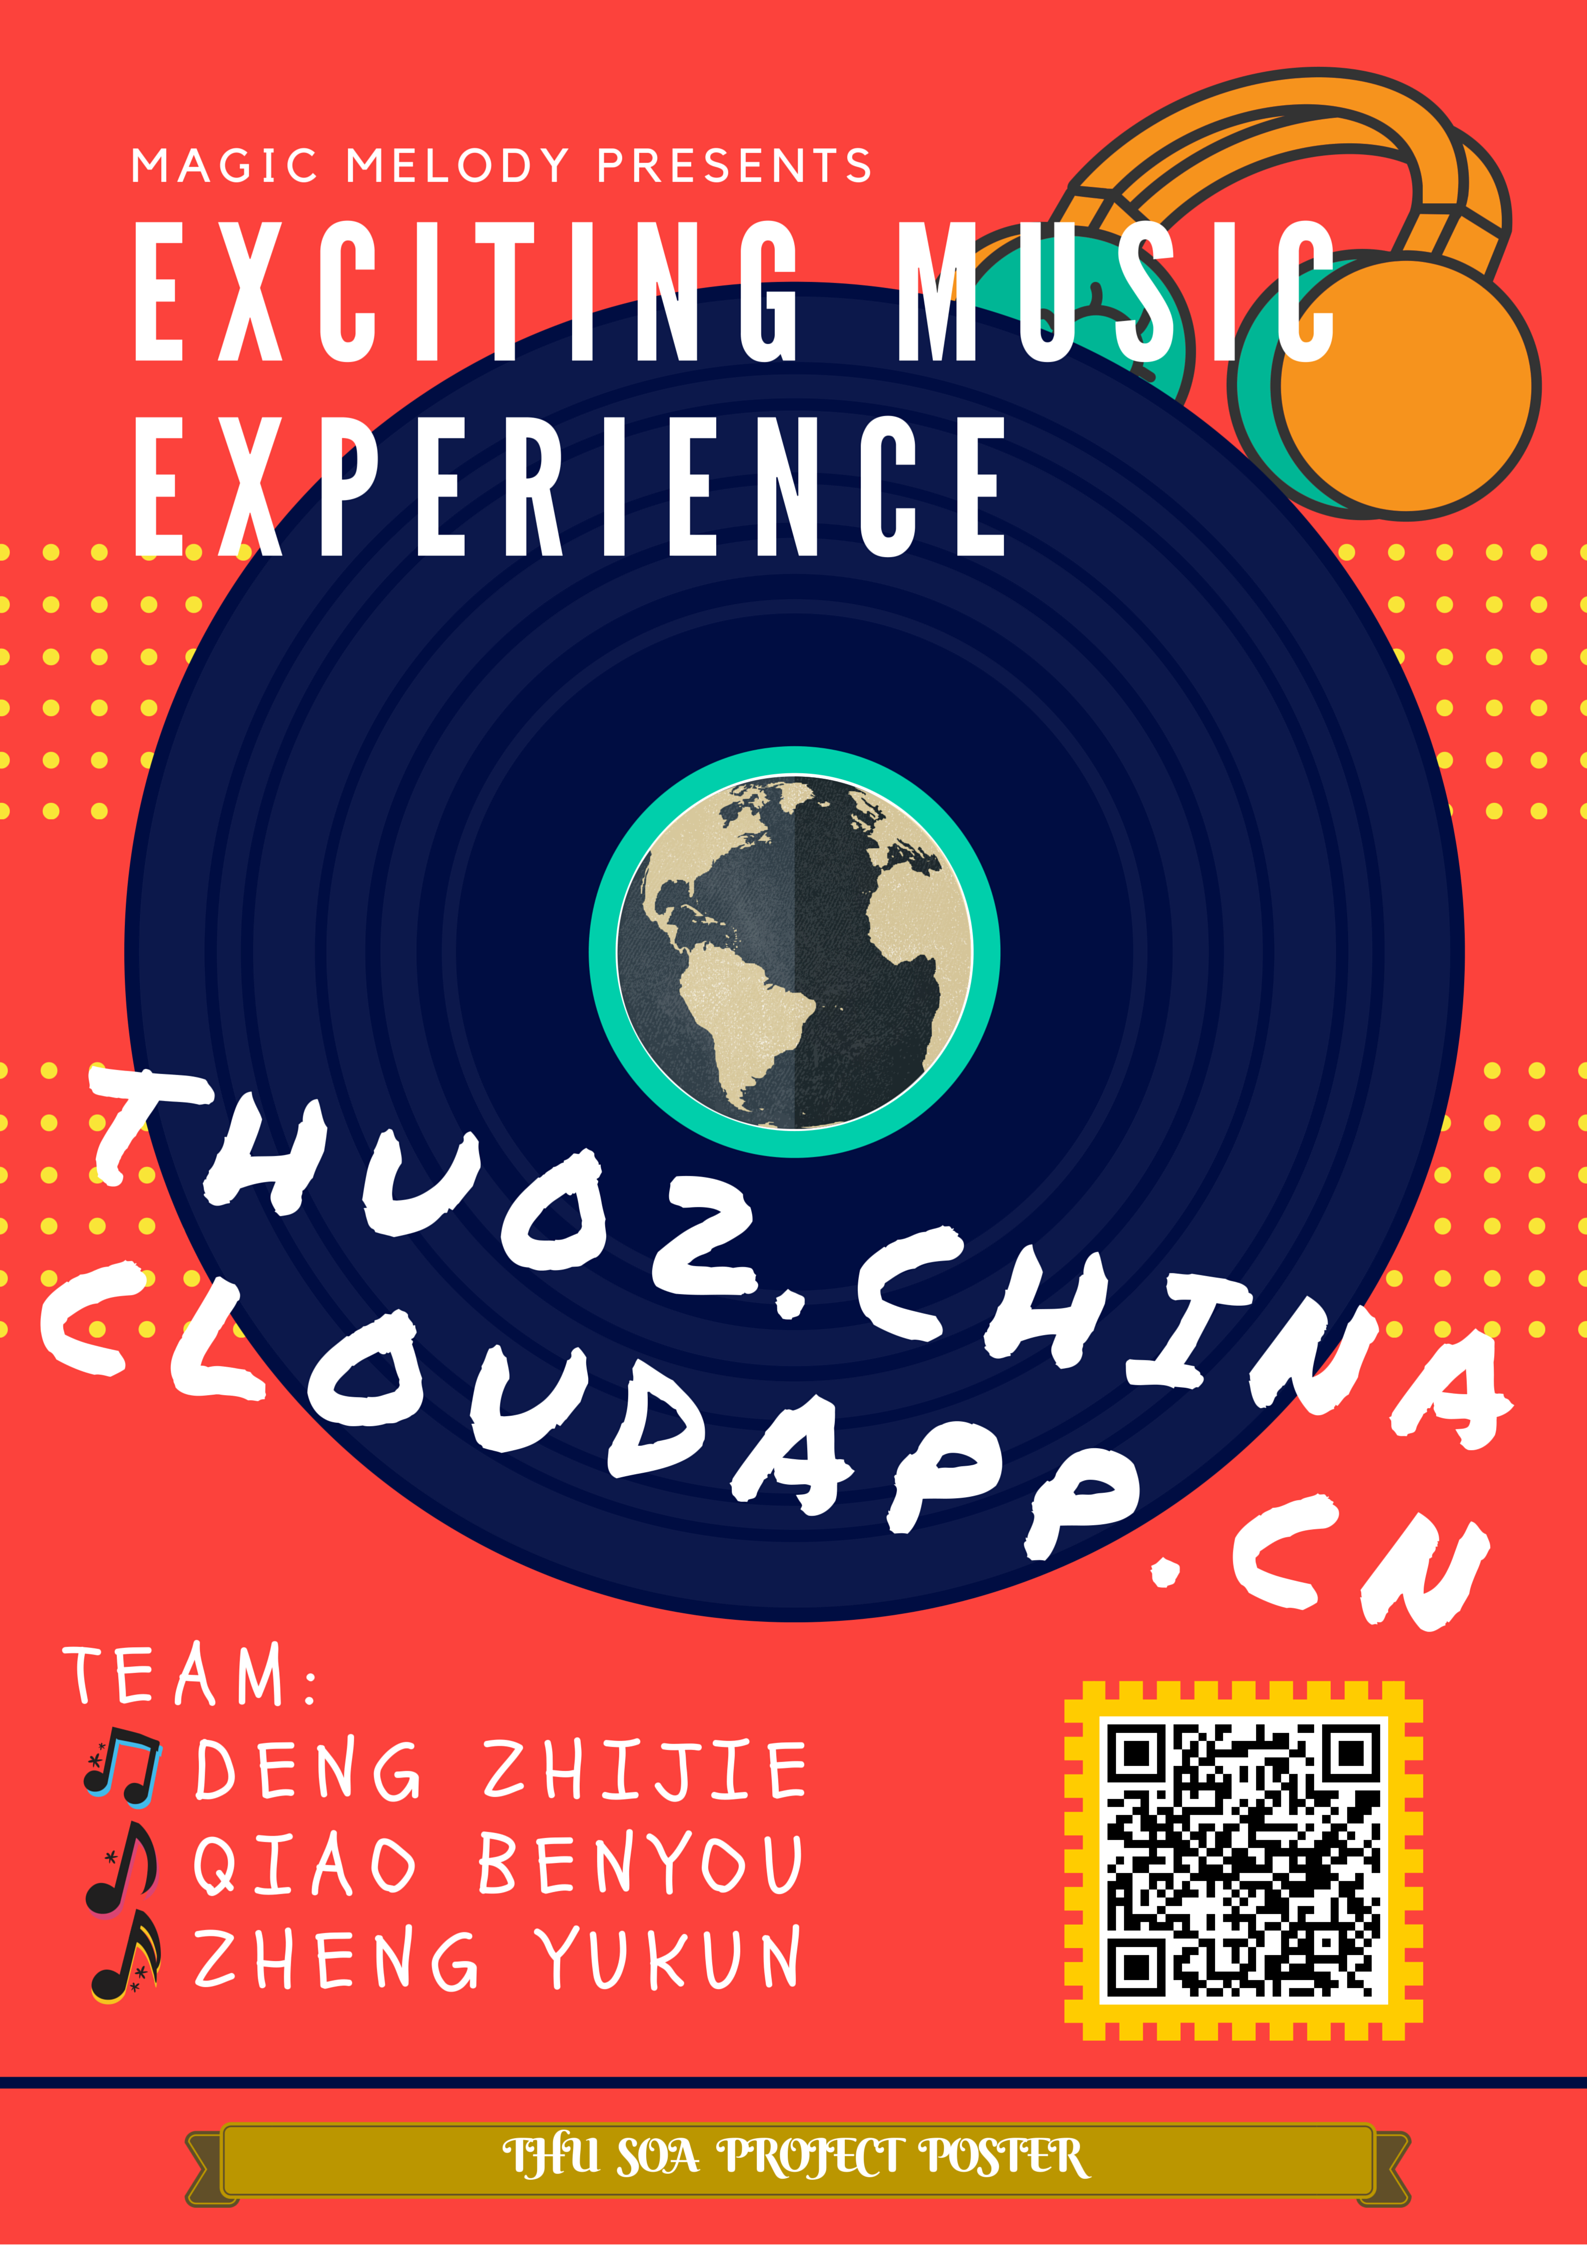 MAGIC MELODY PRESENTS
EXCITING MUSIC
EXPERIENCE
THU02.CHINA
CLOUDAPP.CN
TEAM:
DENG ZHIJIE
QIAO BENYOU
ZHENG YUKUN
THU SOA PROJECT POSTER